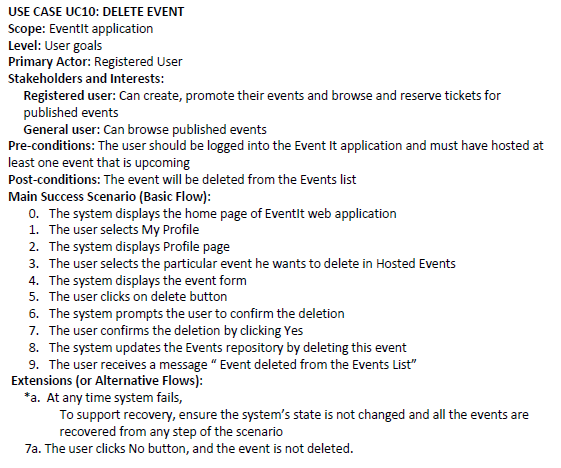 USE CASE UC10: DELETE EVENT
Scope: EventIt application
Level: User goals
Primary Actor: Registered User
Stakeholders and Interests:
Registered user: Can create, promote their events and browse and reserve tickets for
published events
General user: Can browse published events
Pre-conditions: The user should be logged into the Event It application and must have hosted at
least one event that is upcoming
Post-conditions: The event will be deleted from the Events list
Main Success Scenario (Basic Flow):
0. The system displays the home page of EventIt web application
1. The user selects My Profile
2. The system displays Profile page
3. The user selects the particular event he wants to delete in Hosted Events
4. The system displays the event form
5. The user clicks on delete button
6. The system prompts the user to confirm the deletion
7. The user confirms the deletion by clicking Yes
8. The system updates the Events repository by deleting this event
9. The user receives a message “ Event deleted from the Events List”
Extensions (or Alternative Flows):
*a. At any time system fails,
To support recovery, ensure the system’s state is not changed and all the events are
recovered from any step of the scenario
7a. The user clicks No button, and the event is not deleted.